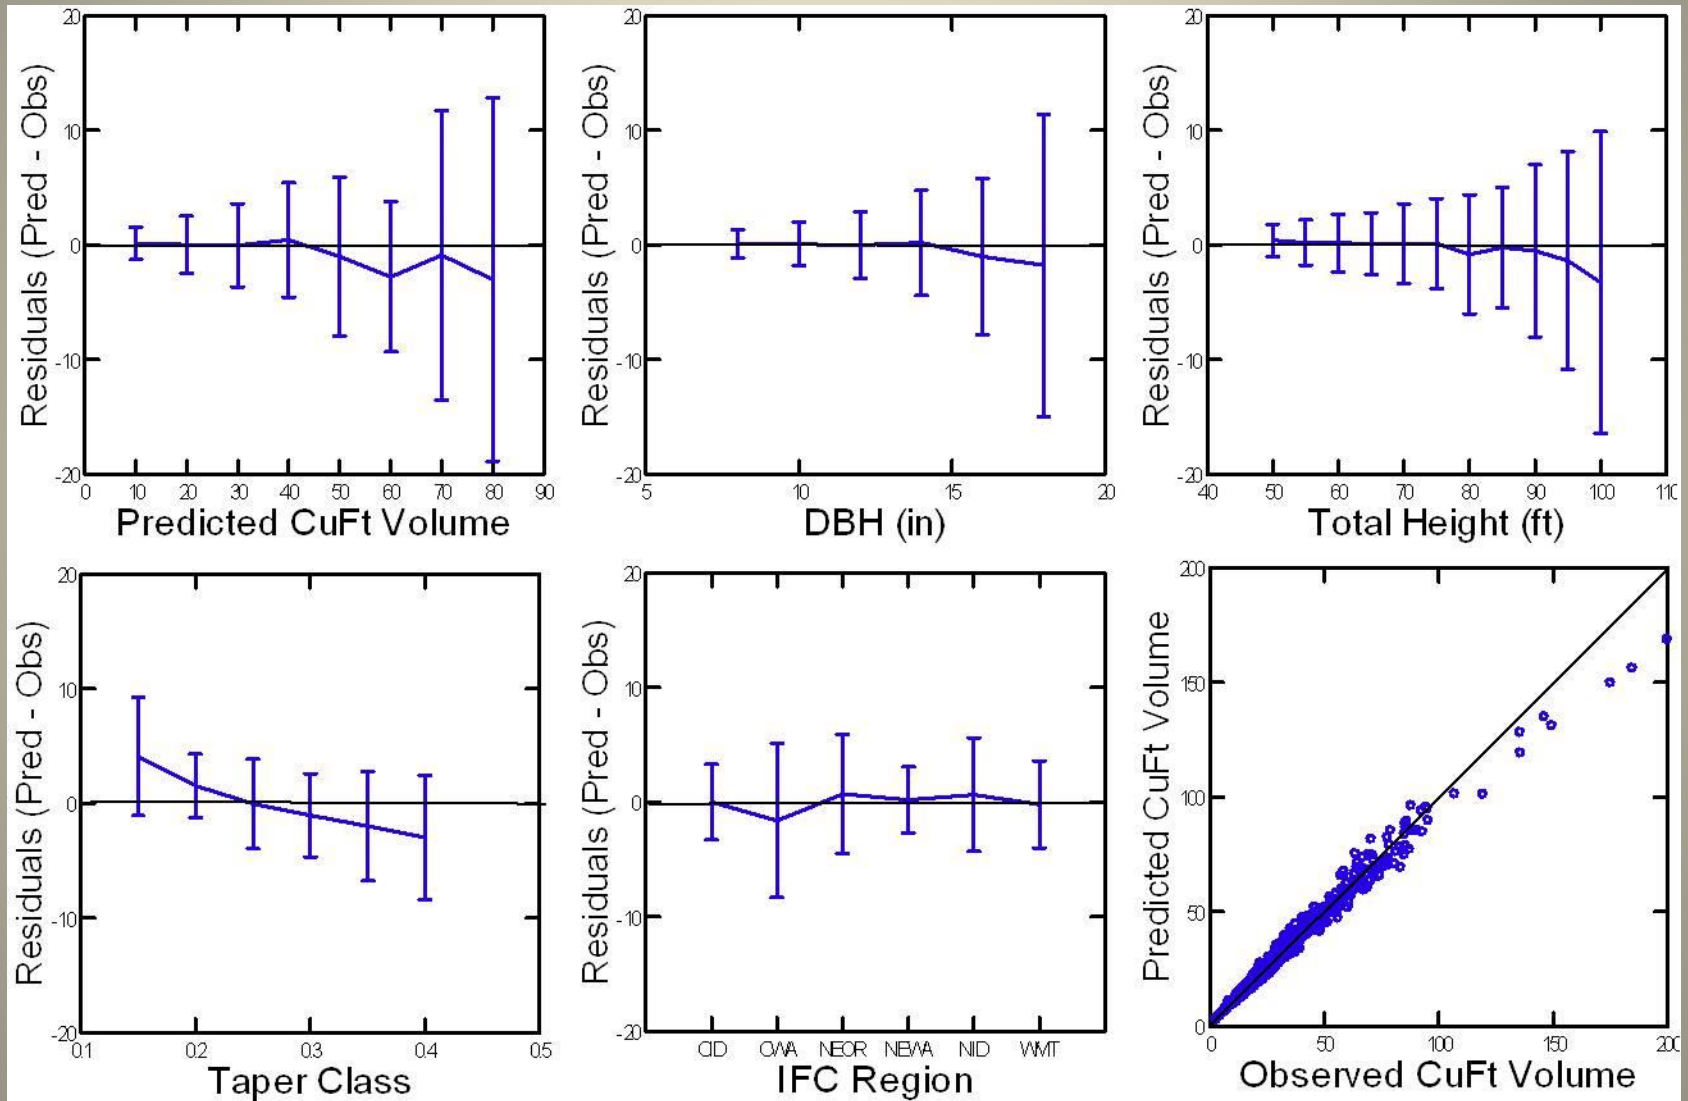 Residuals (Pred - Obs)
20
10
0
-10
-20
0 10 20 30 40 50 60 70 80 90
Predicted CuFt Volume
Residuals (Pred - Obs)
20
10
0
-10
-20
5 10 15 20
DBH (in)
Residuals (Pred - Obs)
20
10
0
-10
-20
40 50 60 70 80 90 100 110
Total Height (ft)
Residuals (Pred - Obs)
20
10
0
-10
-20
0.1 0.2 0.3 0.4 0.5
Taper Class
Residuals (Pred - Obs)
20
10
0
-10
-20
CID CWA NEOR NEWA NID WMT
IFC Region
Predicted CuFt Volume
200
150
100
50
0
0 50 100 150 200
Observed CuFt Volume